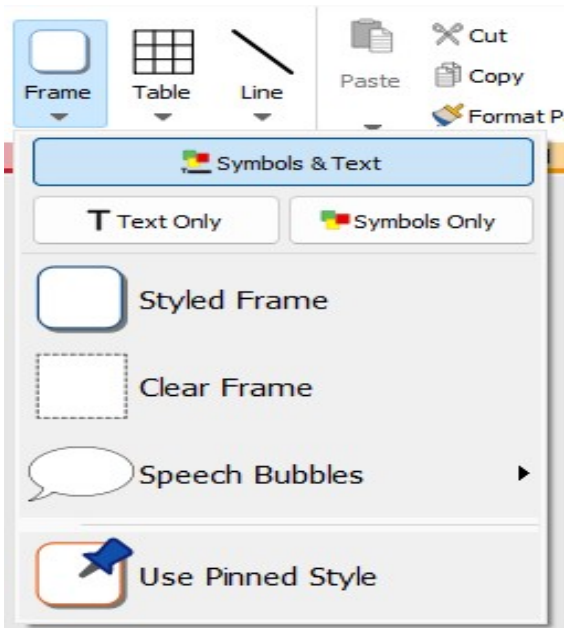 Cut
Frame Table Line Paste Copy
Format P
Symbols & Text
Text Only Symbols Only
Styled Frame
Clear Frame
Speech Bubbles
Use Pinned Style